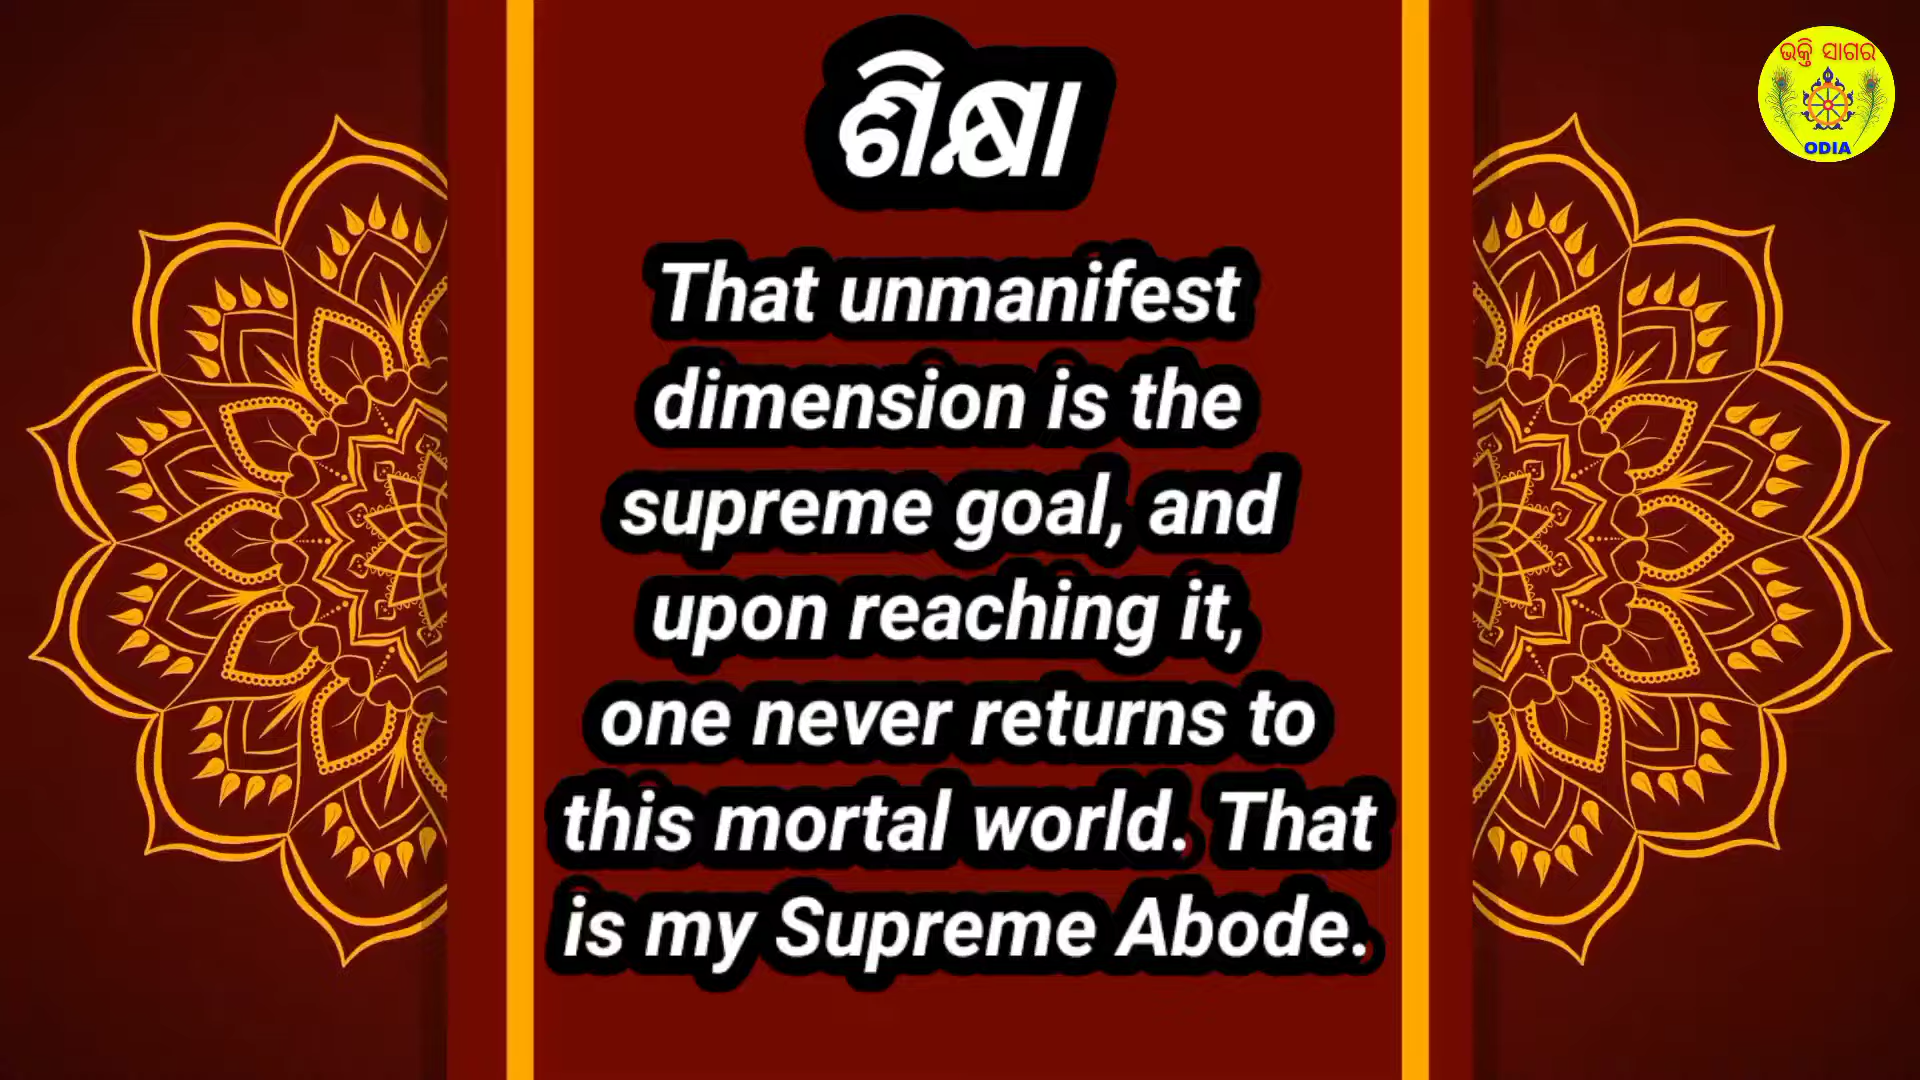 ଶିକ୍ଷା
That unmanifest
dimension is the
supreme goal, and
upon reaching it,
one never returns to
this mortal world. That
is my Supreme Abode.
ଭକ୍ତି ସାଗର
ODIA